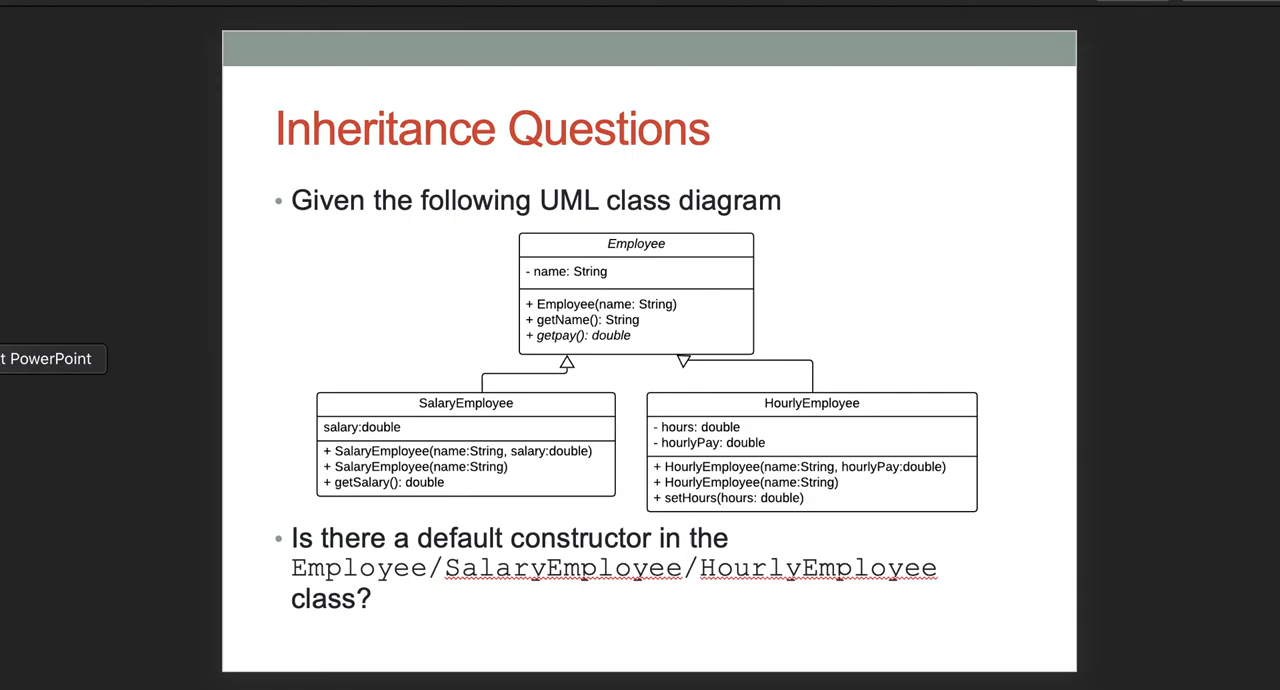 Inheritance Questions
• Given the following UML class diagram
Employee
- name: String
+ Employee(name: String)
+ getName(): String
+ getpay(): double
t PowerPoint
SalaryEmployee
salary:double
+ SalaryEmployee(name:String, salary:double)
+ SalaryEmployee(name:String)
+ getSalary(): double
HourlyEmployee
- hours: double
- hourlyPay: double
+ HourlyEmployee(name:String, hourlyPay:double)
+ HourlyEmployee(name:String)
+ setHours(hours: double)
• Is there a default constructor in the
Employee/SalaryEmployee/HourlyEmployee
class?